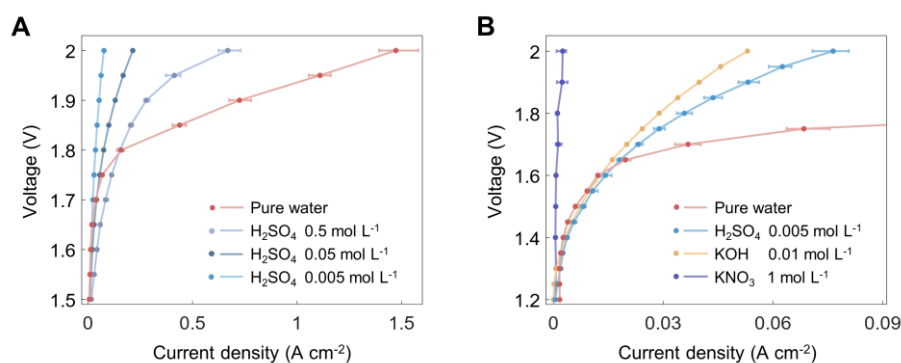 A
Voltage (V)
2
1.9
1.8
1.7
1.6
1.5
Pure water
H₂SO₄ 0.5 mol L⁻¹
H₂SO₄ 0.05 mol L⁻¹
H₂SO₄ 0.005 mol L⁻¹
0 0.5 1 1.5
Current density (A cm⁻²)
B
Voltage (V)
2
1.8
1.6
1.4
1.2
Pure water
H₂SO₄ 0.005 mol L⁻¹
KOH 0.01 mol L⁻¹
KNO₃ 1 mol L⁻¹
0 0.03 0.06 0.09
Current density (A cm⁻²)